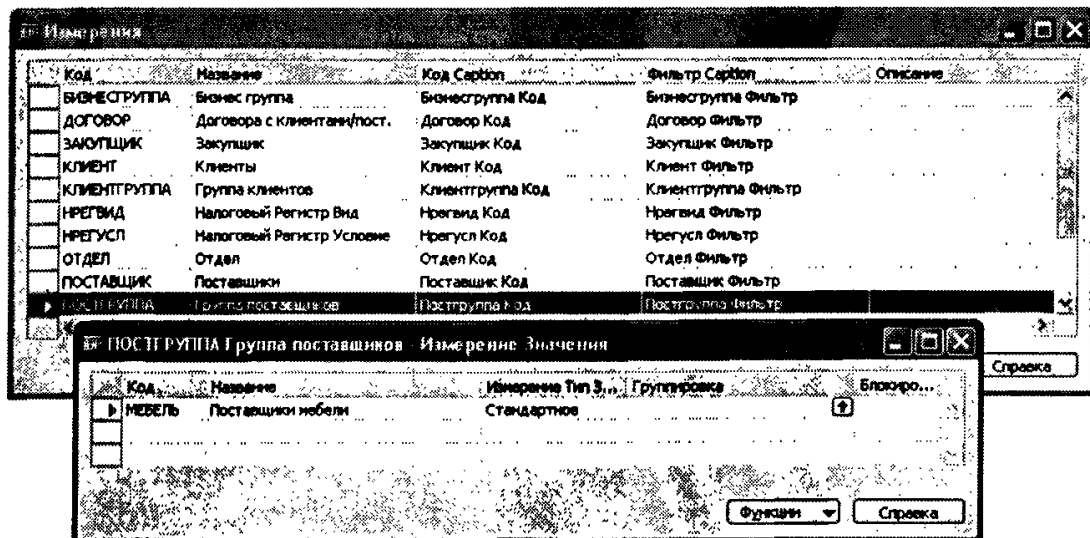 Измерения
Код Название Код Caption Фильтр Caption Описание
БИЗНЕСГРУППА Бизнес группа Бизнесгруппа Код Бизнесгруппа Фильтр
ДОГОВОР Договора с клиентами/пост. Договор Код Договор Фильтр
ЗАКУПЩИК Закупщик Закупщик Код Закупщик Фильтр
КЛИЕНТ Клиенты Клиент Код Клиент Фильтр
КЛИЕНТГРУППА Группа клиентов Клиентгруппа Код Клиентгруппа Фильтр
НРЕГВИД Налоговый Регистр Вид Нрегвид Код Нрегвид Фильтр
НРЕГУСЛ Налоговый Регистр Условие Нрегусл Код Нрегусл Фильтр
ОТДЕЛ Отдел Отдел Код Отдел Фильтр
ПОСТАВЩИК Поставщики Поставщик Код Поставщик Фильтр
ПОСТГРУППА Группа поставщиков Постгруппа Код Постгруппа Фильтр
Справка
ПОСТГРУППА Группа поставщиков - Измерение Значения
Код Название Измерение Тип З... Группировка Блокиро...
МЕБЕЛЬ Поставщики мебели Стандартное
Функции Справка